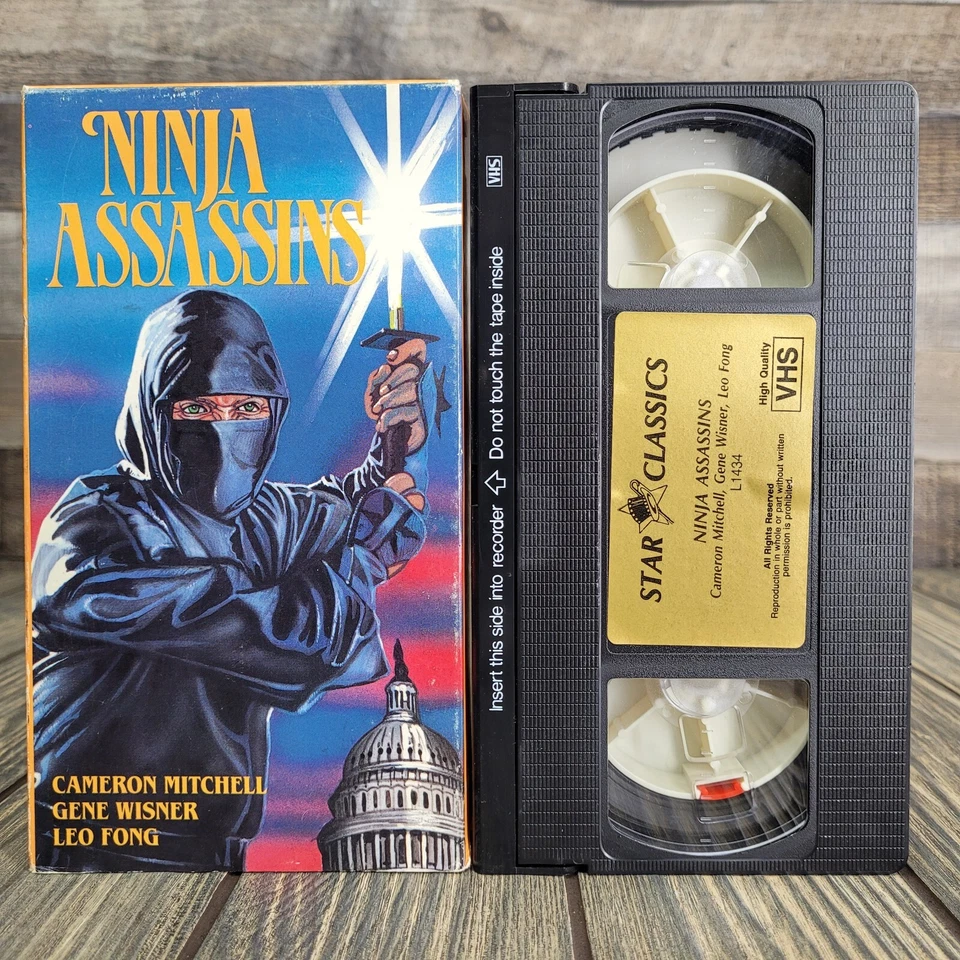 NINJA
ASSASSINS
CAMERON MITCHELL
GENE WISNER
LEO FONG
VHS
Insert this side into recorder ⇧ Do not touch the tape inside
STAR CLASSICS
NINJA ASSASSINS
Cameron Mitchell, Gene Wisner, Leo Fong
L1434
High Quality
VHS
All Rights Reserved
Reproduction in whole or part without written
permission is prohibited.